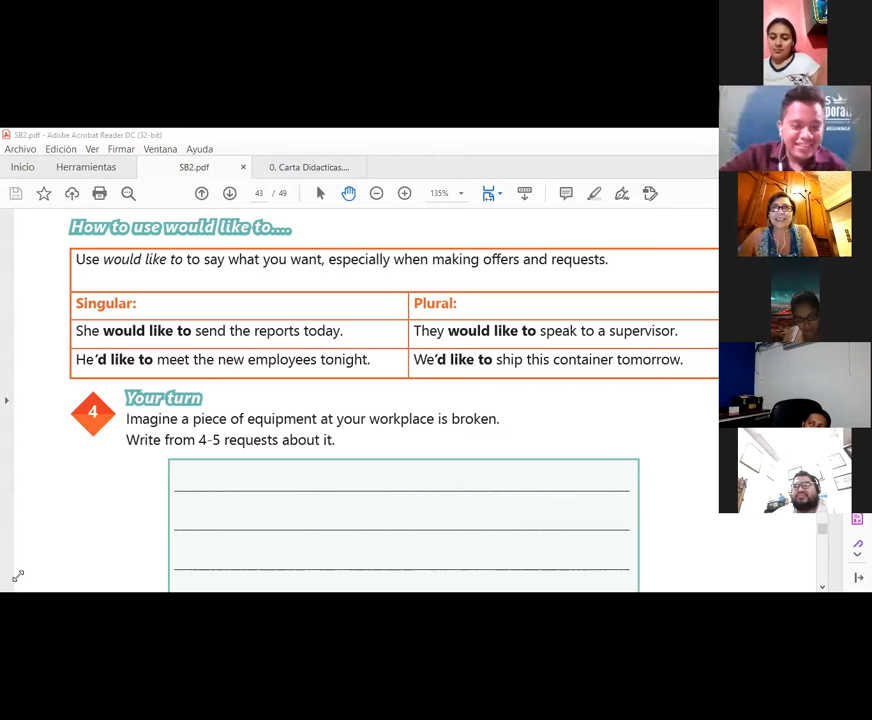 SB2.pdf - Adobe Acrobat Reader DC (32-bit)
Archivo Edición Ver Firmar Ventana Ayuda
Inicio Herramientas SB2.pdf × 0. Carta Didacticas....
43 / 49 135%
How to use would like to....
Use would like to to say what you want, especially when making offers and requests.
Singular: Plural:
She would like to send the reports today. They would like to speak to a supervisor.
He'd like to meet the new employees tonight. We'd like to ship this container tomorrow.
4 Your turn
Imagine a piece of equipment at your workplace is broken.
Write from 4-5 requests about it.
BEGINNER